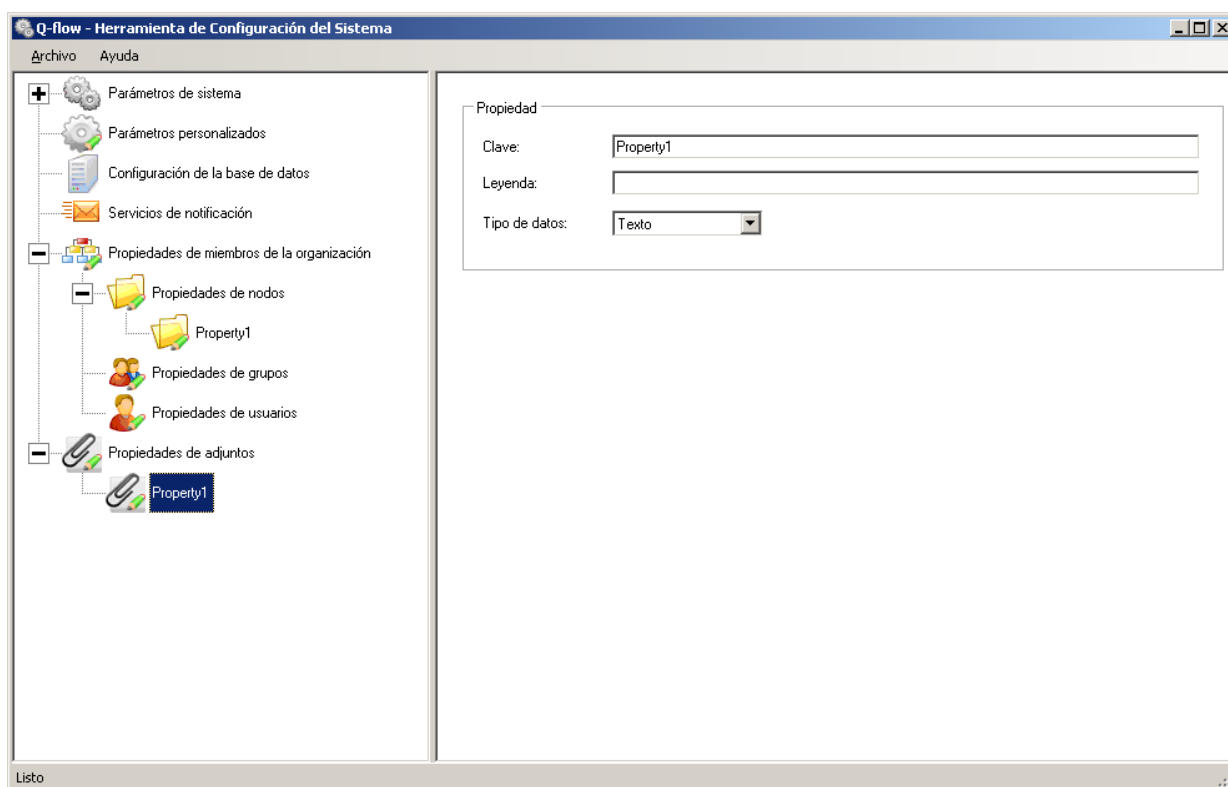 Q-flow - Herramienta de Configuración del Sistema
Archivo Ayuda
Parámetros de sistema
Parámetros personalizados
Configuración de la base de datos
Servicios de notificación
Propiedades de miembros de la organización
Propiedades de nodos
Property1
Propiedades de grupos
Propiedades de usuarios
Propiedades de adjuntos
Property1
Propiedad
Clave: Property1
Leyenda:
Tipo de datos: Texto
Listo